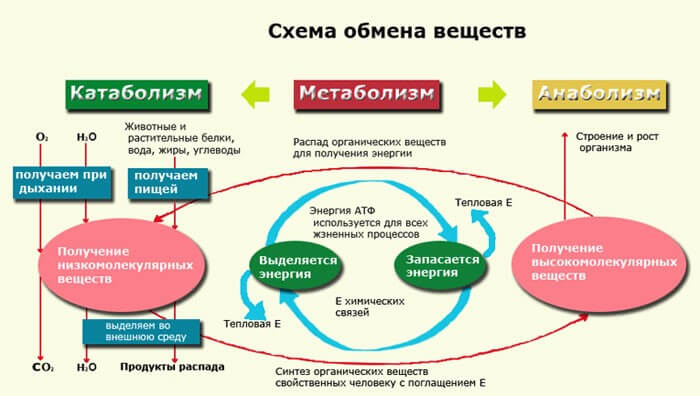 Схема обмена веществ
Катаболизм
Метаболизм
Анаболизм
O₂
H₂O
Животные и
растительные белки,
вода, жиры, углеводы
получаем при
дыхании
получаем
пищей
Распад органических веществ
для получения энергии
Строение и рост
организма
Получение
низкомолекулярных
веществ
Энергия АТФ
используется для всех
жзненных процессов
Тепловая Е
Выделяется
энергия
Запасается
энергия
Получение
высокомолекулярных
веществ
Е химических
связей
Тепловая Е
выделяем во
внешнюю среду
CO₂
H₂O
Продукты распада
Синтез органических веществ
свойственных человеку с поглащением Е